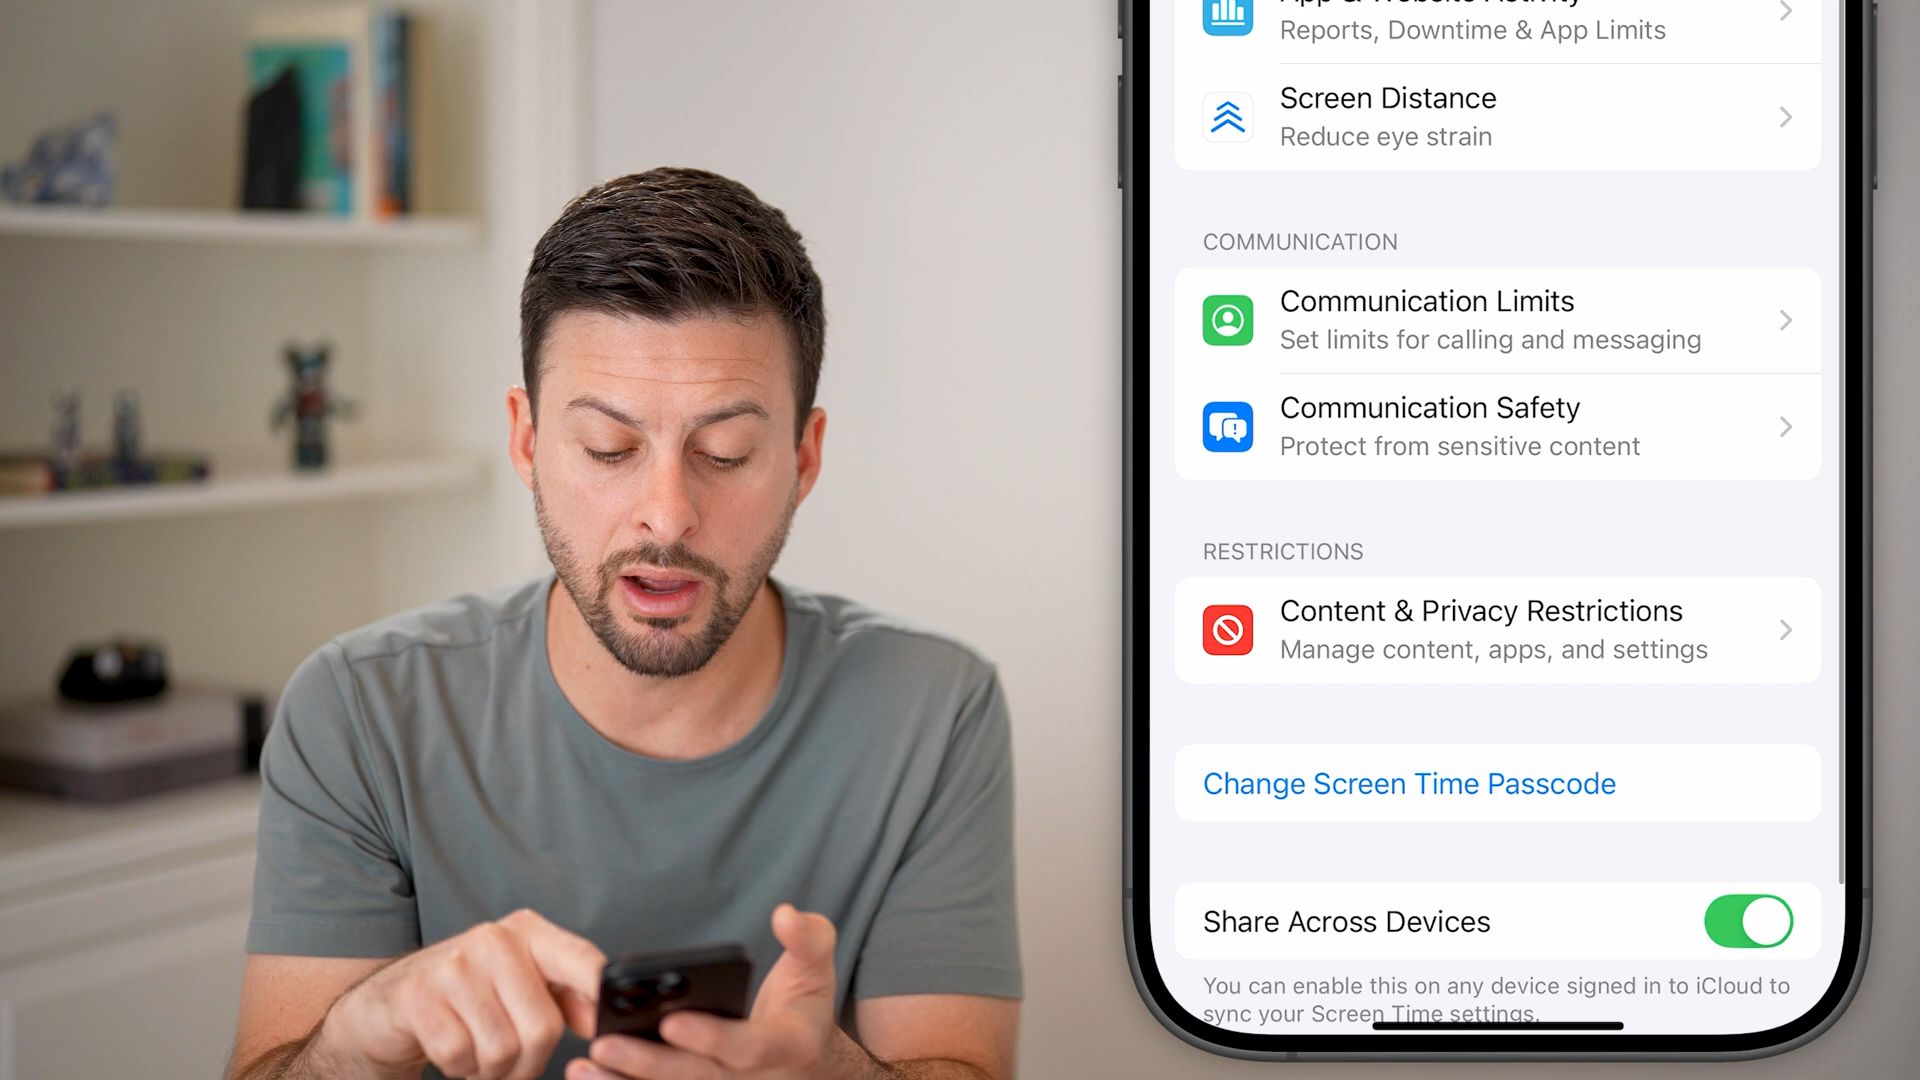 App & Website Activity
Reports, Downtime & App Limits
Screen Distance
Reduce eye strain
COMMUNICATION
Communication Limits
Set limits for calling and messaging
Communication Safety
Protect from sensitive content
RESTRICTIONS
Content & Privacy Restrictions
Manage content, apps, and settings
Change Screen Time Passcode
Share Across Devices
You can enable this on any device signed in to iCloud to
sync your Screen Time settings.